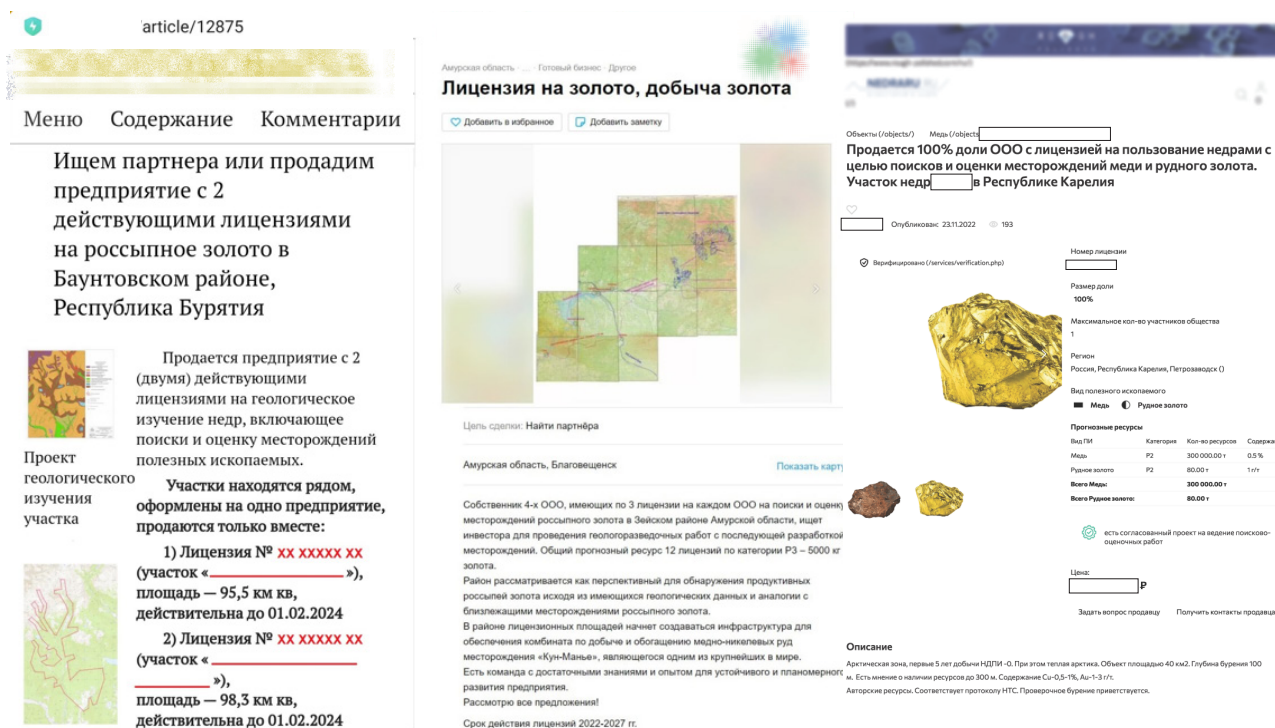 article/12875
Меню Содержание Комментарии
Ищем партнера или продадим
предприятие с 2
действующими лицензиями
на россыпное золото в
Баунтовском районе,
Республика Бурятия
Продается предприятие с 2
(двумя) действующими
лицензиями на геологическое
изучение недр, включающее
поиски и оценку месторождений
полезных ископаемых.
Участки находятся рядом,
оформлены на одно предприятие,
продаются только вместе:
1) Лицензия № xx xxxxx xx
(участок « »),
площадь — 95,5 км кв,
действительна до 01.02.2024
2) Лицензия № xx xxxxx xx
(участок «
»),
площадь — 98,3 км кв,
действительна до 01.02.2024
Проект
геологического
изучения
участка
Амурская область · ... · Готовый бизнес · Другое
Лицензия на золото, добыча золота
Добавить в избранное Добавить заметку
Цель сделки: Найти партнёра
Амурская область, Благовещенск Показать карту
Собственник 4-х ООО, имеющих по 3 лицензии на каждом ООО на поиски и оценку
месторождений россыпного золота в Зейском районе Амурской области, ищет
инвестора для проведения геологоразведочных работ с последующей разработкой
месторождений. Общий прогнозный ресурс 12 лицензий по категории Р3 – 5000 кг
золота.
Район рассматривается как перспективный для обнаружения продуктивных
россыпей золота исходя из имеющихся геологических данных и аналогии с
близлежащими месторождениями россыпного золота.
В районе лицензионных площадей начнет создаваться инфраструктура для
обеспечения комбината по добыче и обогащению медно-никелевых руд
месторождения «Кун-Манье», являющегося одним из крупнейших в мире.
Есть команда с достаточными знаниями и опытом для устойчивого и планомерного
развития предприятия.
Рассмотрю все предложения!
Срок действия лицензий 2022-2027 гг.
NEDRARU
Объекты (/objects/) Медь (/objects
Продается 100% доли ООО с лицензией на пользование недрами с
целью поисков и оценки месторождений меди и рудного золота.
Участок недр в Республике Карелия
Опубликован: 23.11.2022 193
Верифицировано (/services/verification.php)
Номер лицензии
Размер доли
100%
Максимальное кол-во участников общества
1
Регион
Россия, Республика Карелия, Петрозаводск ()
Вид полезного ископаемого
Медь Рудное золото
Прогнозные ресурсы
Вид ПИ Категория Кол-во ресурсов Содержа
Медь P2 300 000.00 т 0.5 %
Рудное золото P2 80.00 т 1 г/т
Всего Медь: 300 000.00 т
Всего Рудное золото: 80.00 т
есть согласованный проект на ведение поисково-
оценочных работ
Цена:
₽
Задать вопрос продавцу Получить контакты продавца
Описание
Арктическая зона, первые 5 лет добычи НДПИ -0. При этом теплая арктика. Объект площадью 40 км2. Глубина бурения 100
м. Есть мнение о наличии ресурсов до 300 м. Содержание Cu-0,5-1%, Au-1-3 г/т.
Авторские ресурсы. Соответствует протоколу НТС. Проверочное бурение приветствуется.